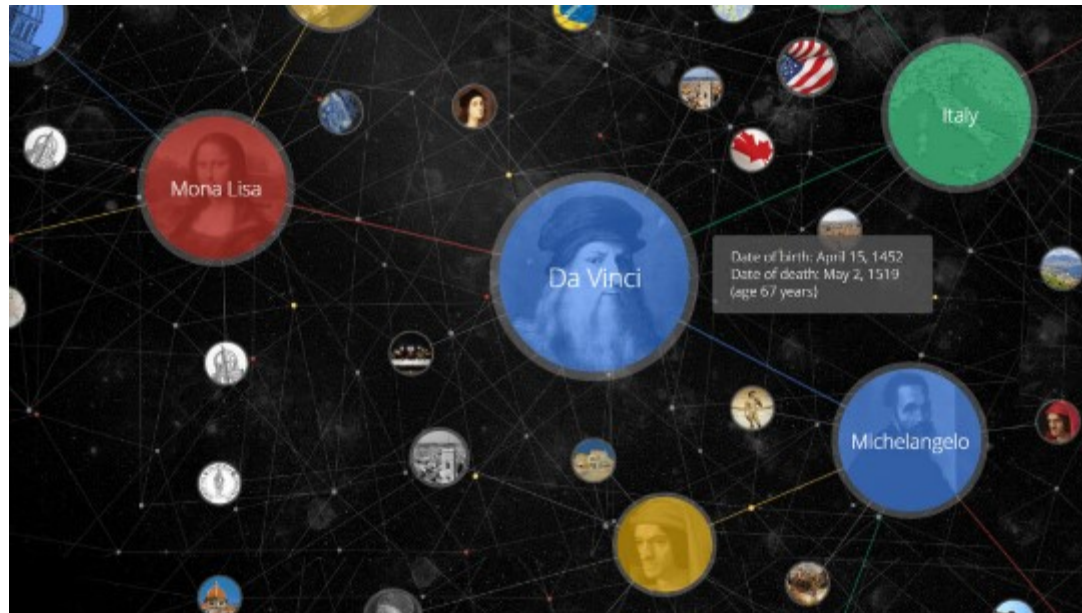 Mona Lisa
Italy
Da Vinci
Date of birth: April 15, 1452
Date of death: May 2, 1519
(age 67 years)
Michelangelo